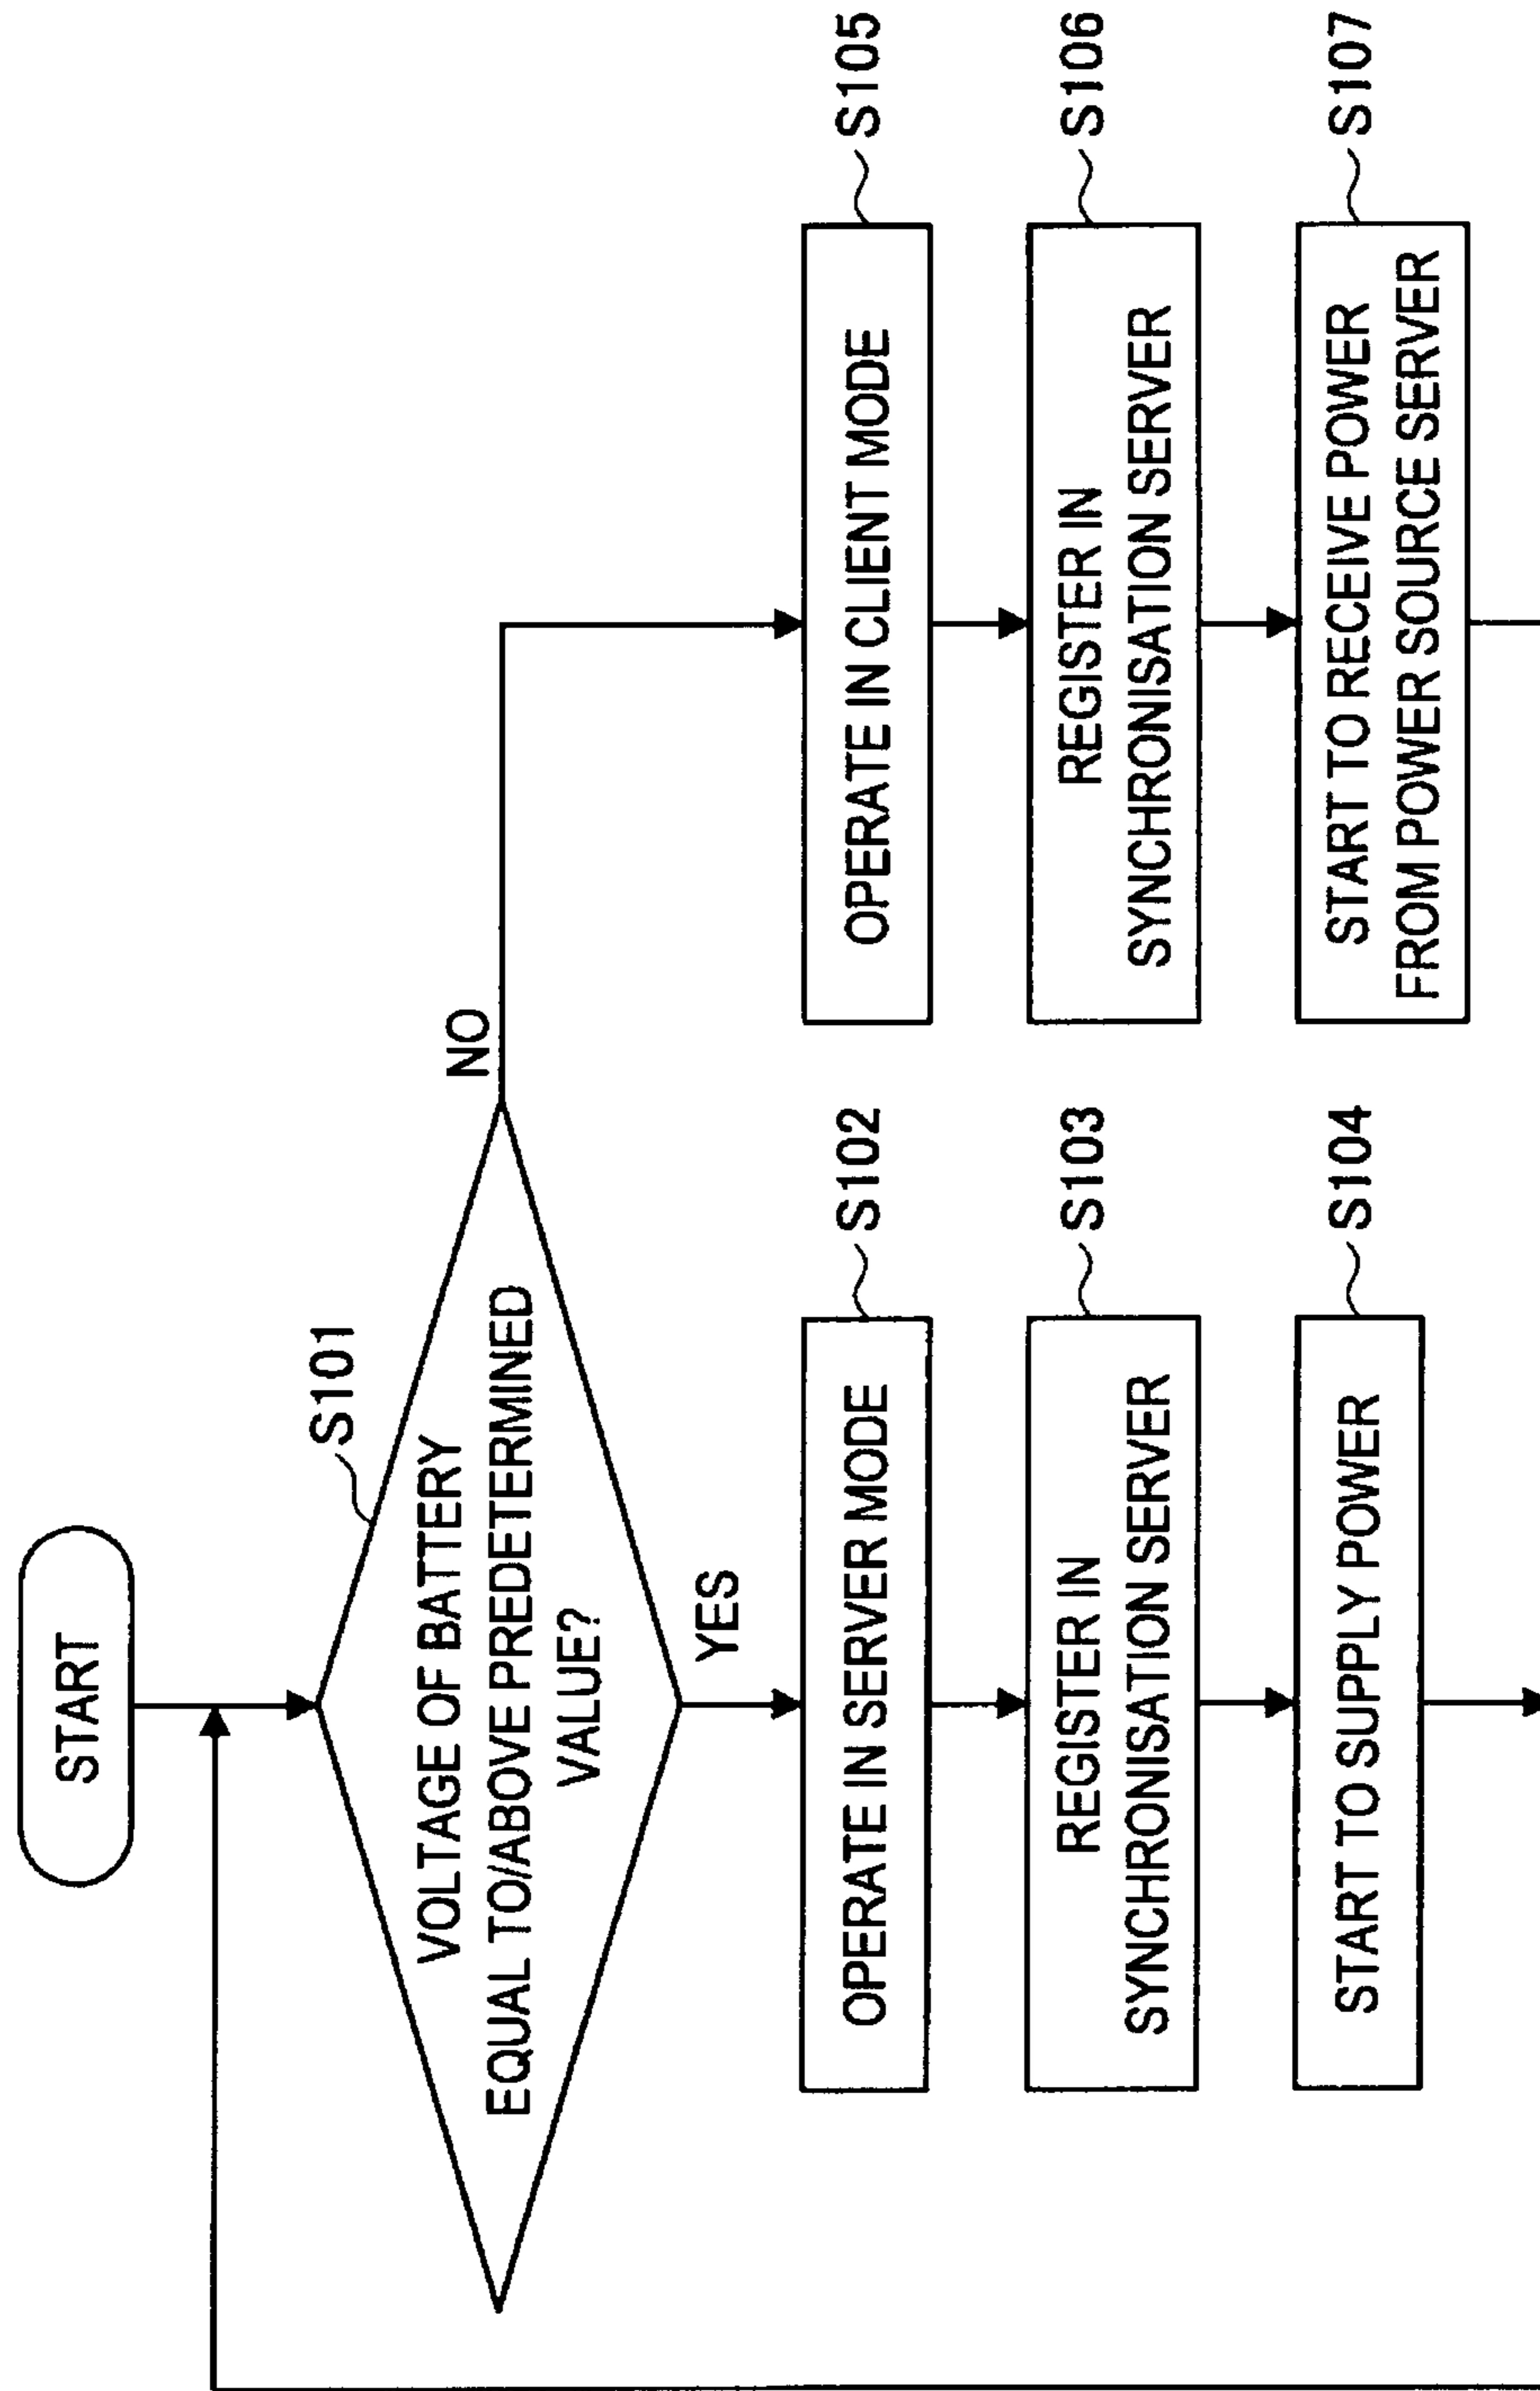 START
S101
VOLTAGE OF BATTERY
EQUAL TO/ABOVE PREDETERMINED
VALUE?
NO
YES
OPERATE IN SERVER MODE
S102
REGISTER IN
SYNCHRONISATION SERVER
S103
START TO SUPPLY POWER
S104
OPERATE IN CLIENT MODE
S105
REGISTER IN
SYNCHRONISATION SERVER
S106
START TO RECEIVE POWER
FROM POWER SOURCE SERVER
S107